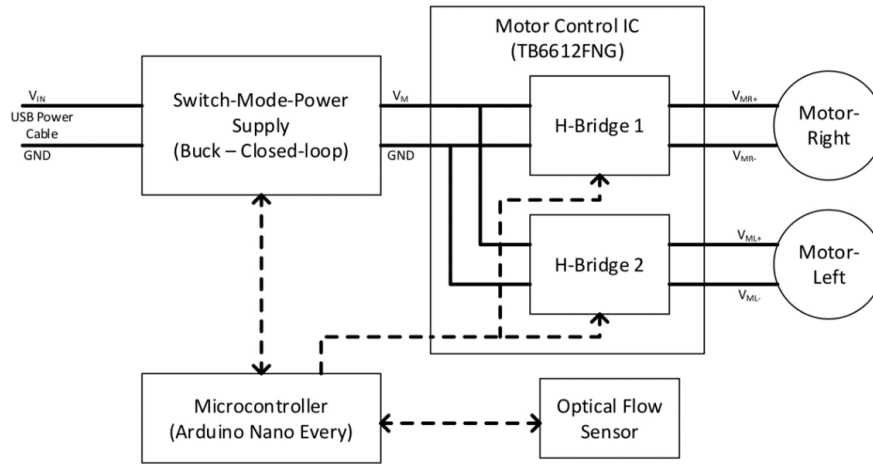 Motor Control IC
(TB6612FNG)
V_IN
USB Power
Cable
GND
Switch-Mode-Power
Supply
(Buck – Closed-loop)
V_M
GND
H-Bridge 1
V_MR+
V_MR-
Motor-
Right
H-Bridge 2
V_ML+
V_ML-
Motor-
Left
Microcontroller
(Arduino Nano Every)
Optical Flow
Sensor